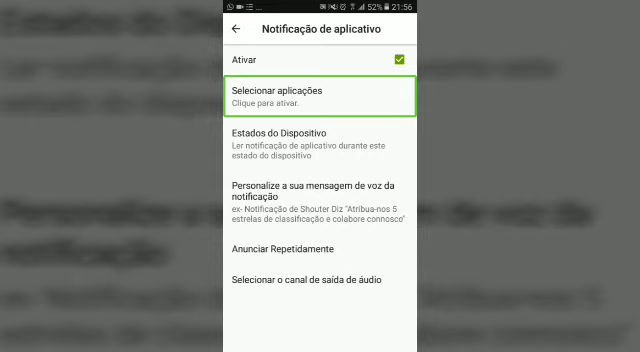 52% 21:56
Notificação de aplicativo
Ativar
Selecionar aplicações
Clique para ativar.
Estados do Dispositivo
Ler notificação de aplicativo durante este
estado do dispositivo
Personalize a sua mensagem de voz da
notificação
ex- Notificação de Shouter Diz "Atribua-nos 5
estrelas de classificação e colabore connosco"
Anunciar Repetidamente
Selecionar o canal de saída de áudio